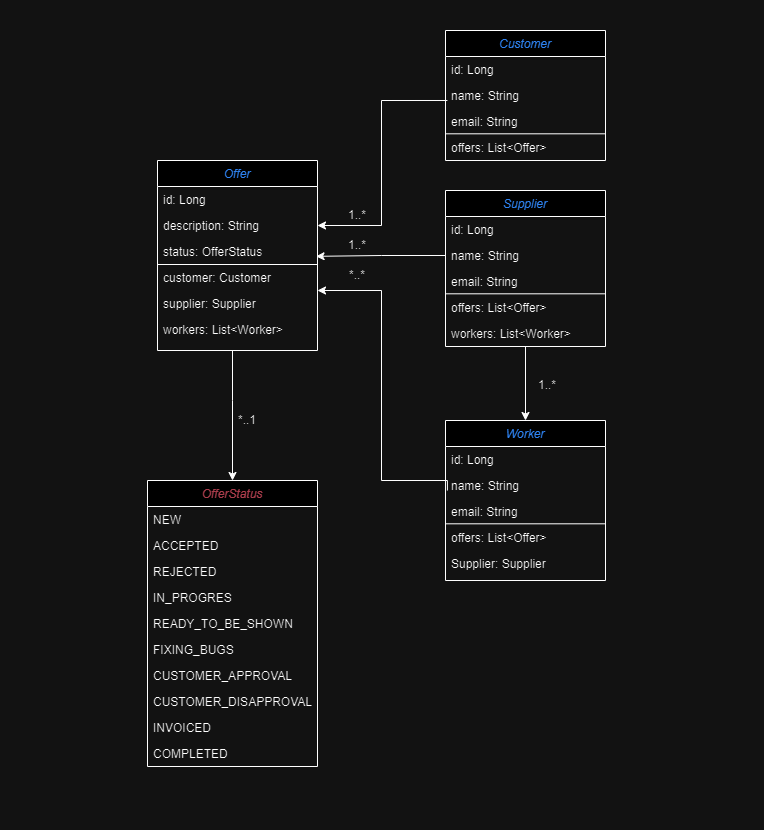 Customer
id: Long
name: String
email: String
offers: List<Offer>
Offer
id: Long
description: String
status: OfferStatus
customer: Customer
supplier: Supplier
workers: List<Worker>
1..*
1..*
*..*
Supplier
id: Long
name: String
email: String
offers: List<Offer>
workers: List<Worker>
1..*
*..1
Worker
id: Long
name: String
email: String
offers: List<Offer>
Supplier: Supplier
OfferStatus
NEW
ACCEPTED
REJECTED
IN_PROGRES
READY_TO_BE_SHOWN
FIXING_BUGS
CUSTOMER_APPROVAL
CUSTOMER_DISAPPROVAL
INVOICED
COMPLETED